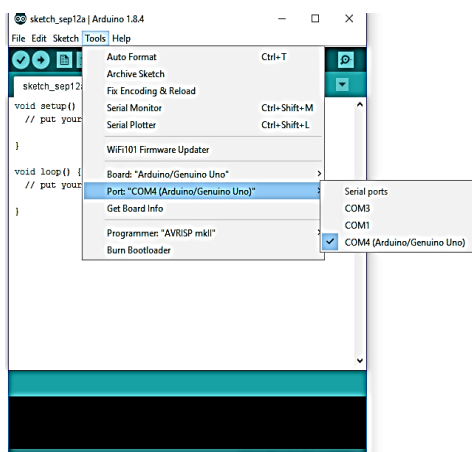 sketch_sep12a | Arduino 1.8.4
File Edit Sketch Tools Help
Auto Format Ctrl+T
Archive Sketch
Fix Encoding & Reload
Serial Monitor Ctrl+Shift+M
Serial Plotter Ctrl+Shift+L
WiFi101 Firmware Updater
Board: "Arduino/Genuino Uno"
Port: "COM4 (Arduino/Genuino Uno)"
Get Board Info
Programmer: "AVRISP mkII"
Burn Bootloader
Serial ports
COM3
COM1
COM4 (Arduino/Genuino Uno)
sketch_sep12
void setup()
// put your
}
void loop() {
// put your
}